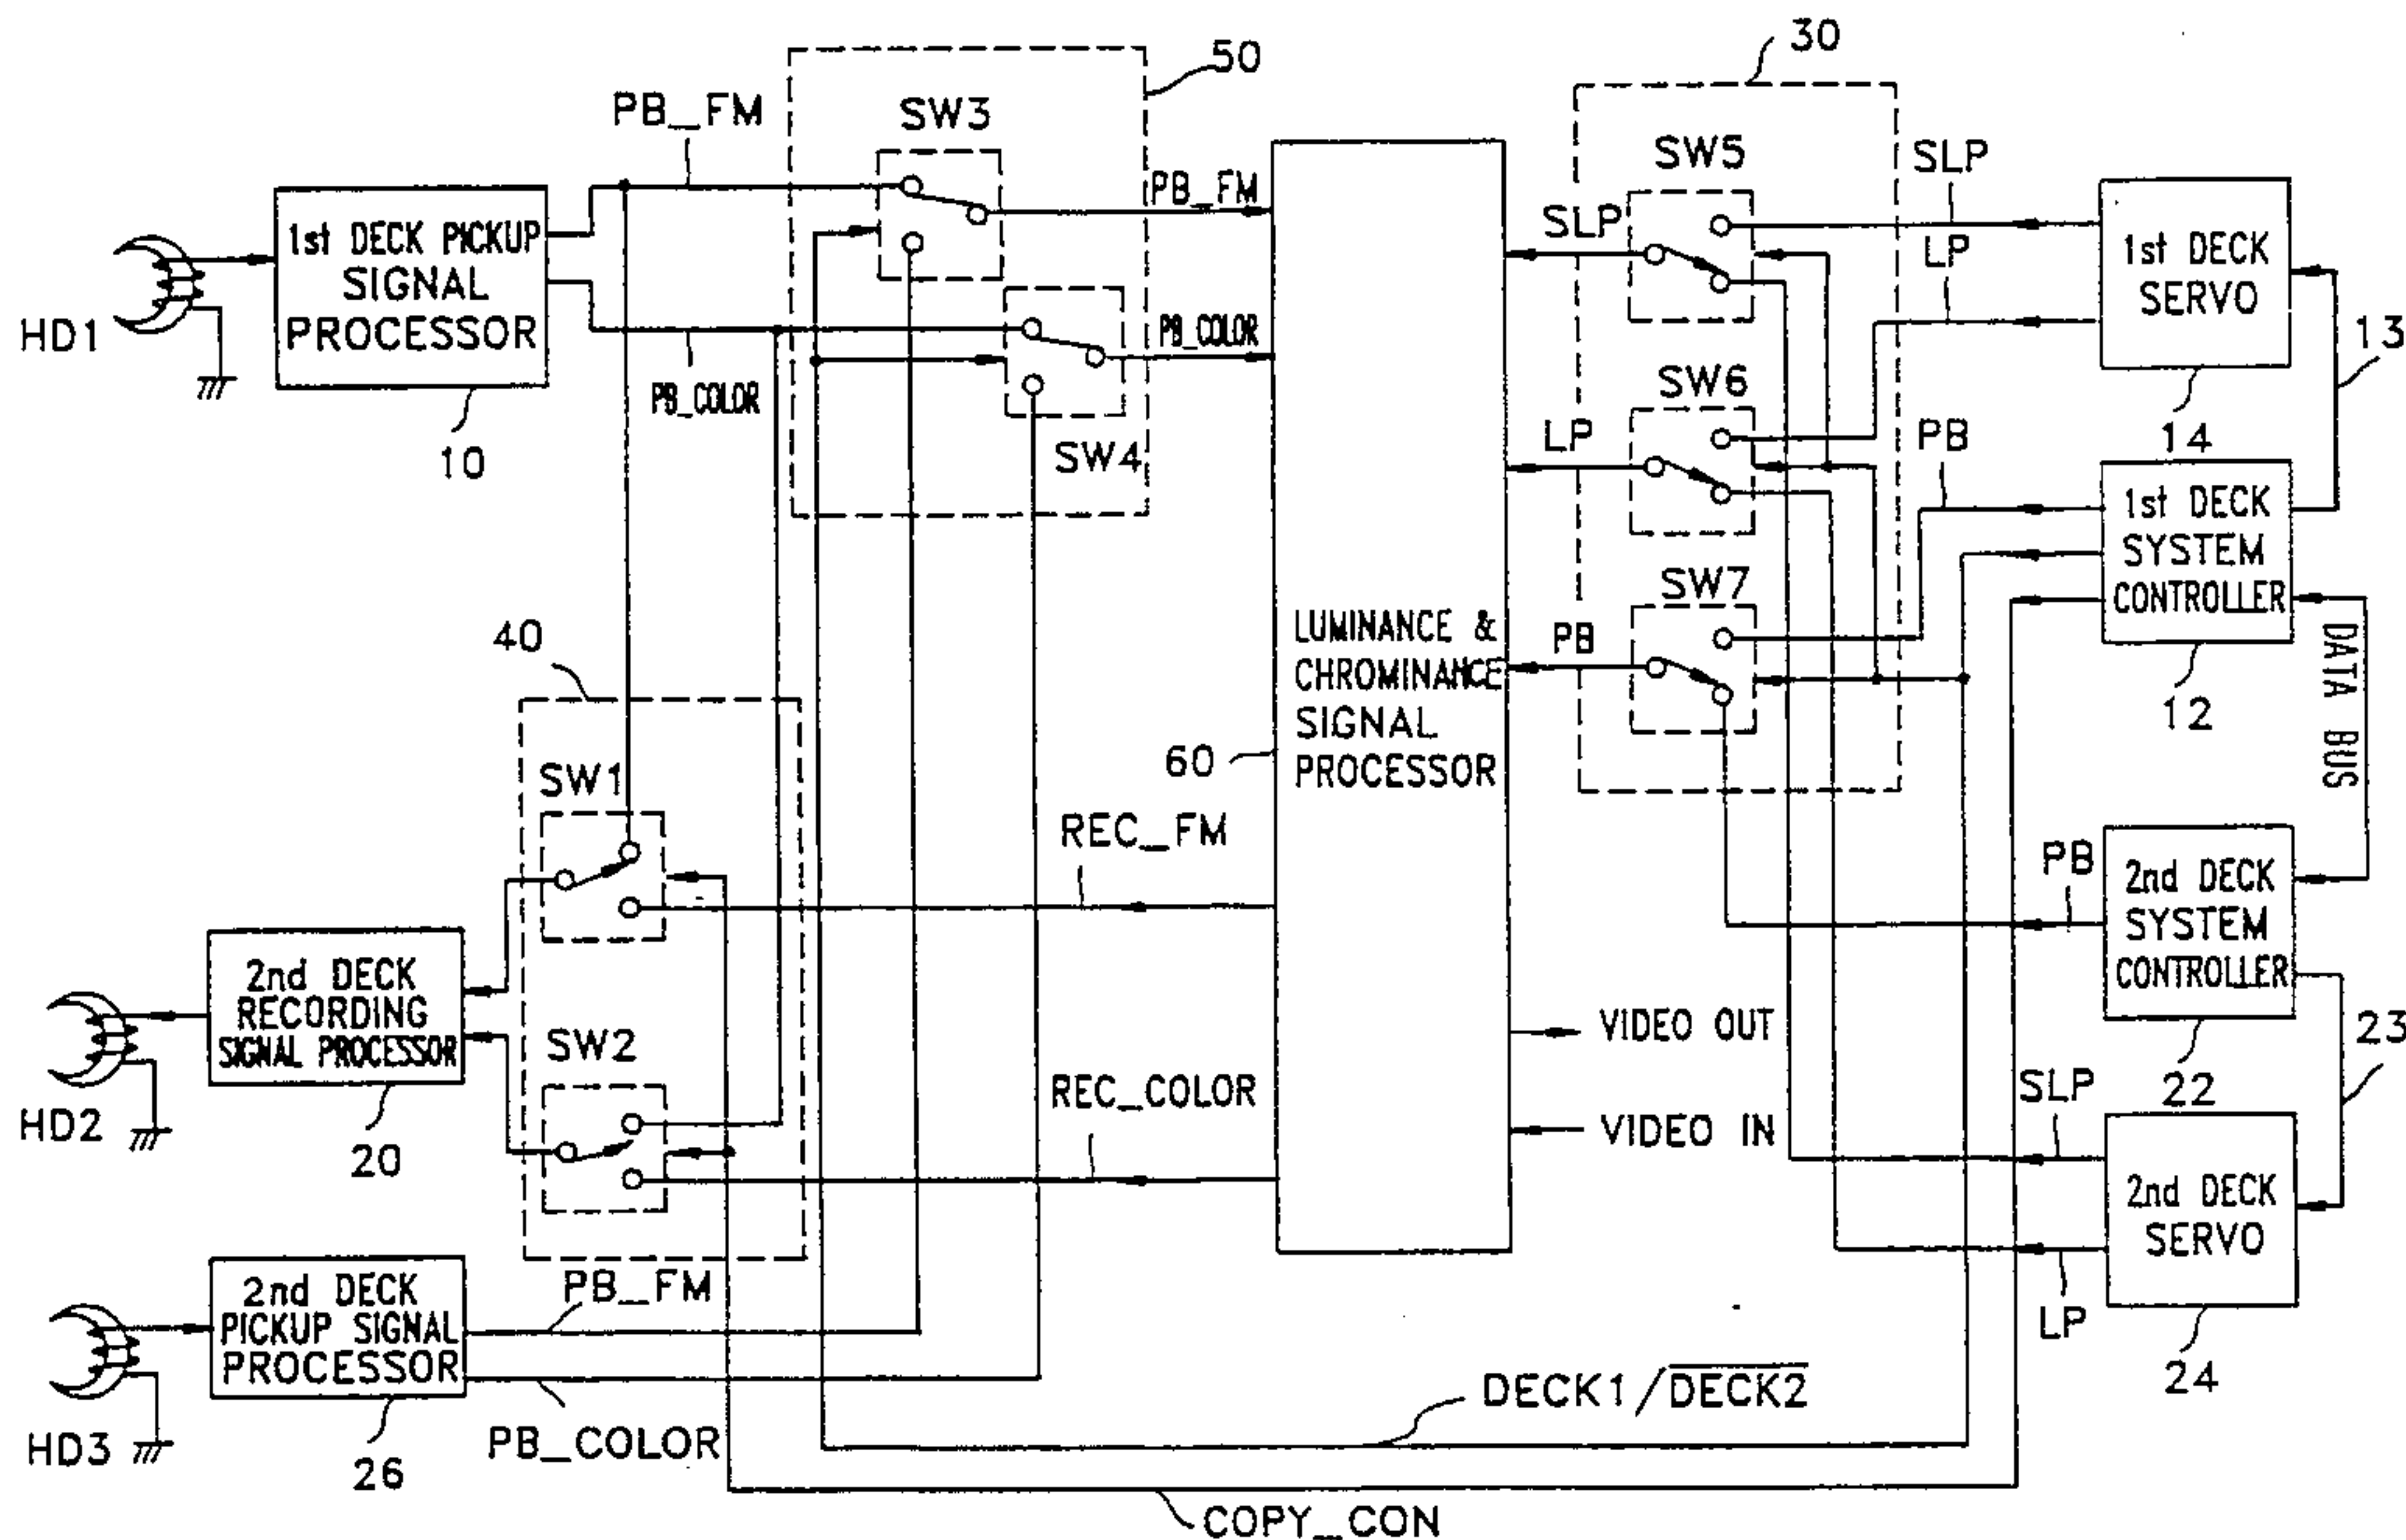 30
50
PB_FM
SW3
SW5
SLP
PB_FM
SLP
LP
1st DECK PICKUP
SIGNAL
PROCESSOR
1st DECK
SERVO
HD1
PB_COLOR
13
PB_COLOR
SW6
10
SW4
LP
PB
14
1st DECK
SYSTEM
CONTROLLER
SW7
40
LUMINANCE &
CHROMINANCE
SIGNAL
PROCESSOR
PB
DATA BUS
12
60
SW1
REC_FM
PB
2nd DECK
SYSTEM
CONTROLLER
2nd DECK
RECORDING
SIGNAL PROCESSOR
VIDEO OUT
23
SW2
REC_COLOR
SLP
22
HD2
20
VIDEO IN
2nd DECK
SERVO
2nd DECK
PICKUP SIGNAL
PROCESSOR
PB_FM
LP
24
DECK1/DECK2
HD3
26
PB_COLOR
COPY_CON